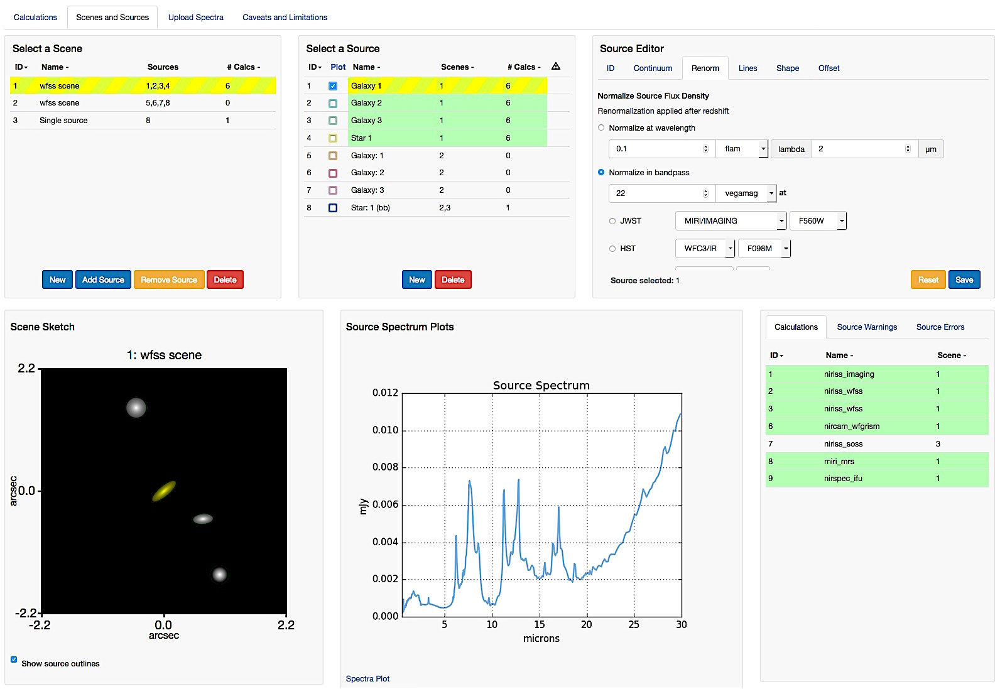 Calculations Scenes and Sources Upload Spectra Caveats and Limitations
Select a Scene
ID Name - Sources # Calcs -
1 wfss scene 1,2,3,4 6
2 wfss scene 5,6,7,8 0
3 Single source 8 1
New Add Source Remove Source Delete
Select a Source
ID Plot Name - Scenes - # Calcs -
1 Galaxy 1 1 6
2 Galaxy 2 1 6
3 Galaxy 3 1 6
4 Star 1 1 6
5 Galaxy: 1 2 0
6 Galaxy: 2 2 0
7 Galaxy: 3 2 0
8 Star: 1 (bb) 2,3 1
New Delete
Source Editor
ID Continuum Renorm Lines Shape Offset
Normalize Source Flux Density
Renormalization applied after redshift
Normalize at wavelength
0.1 flam lambda 2 µm
Normalize in bandpass
22 vegamag at
JWST MIRI/IMAGING F560W
HST WFC3/IR F098M
Source selected: 1 Reset Save
Scene Sketch
1: wfss scene
2.2
arcsec
0.0
-2.2
-2.2 0.0 2.2
arcsec
Show source outlines
Source Spectrum Plots
Source Spectrum
0.012
0.010
0.008
mJy
0.006
0.004
0.002
0.000
5 10 15 20 25 30
microns
Spectra Plot
Calculations Source Warnings Source Errors
ID Name - Scene -
1 niriss_imaging 1
2 niriss_wfss 1
3 niriss_wfss 1
6 nircam_wfgrism 1
7 niriss_soss 3
8 miri_mrs 1
9 nirspec_ifu 1